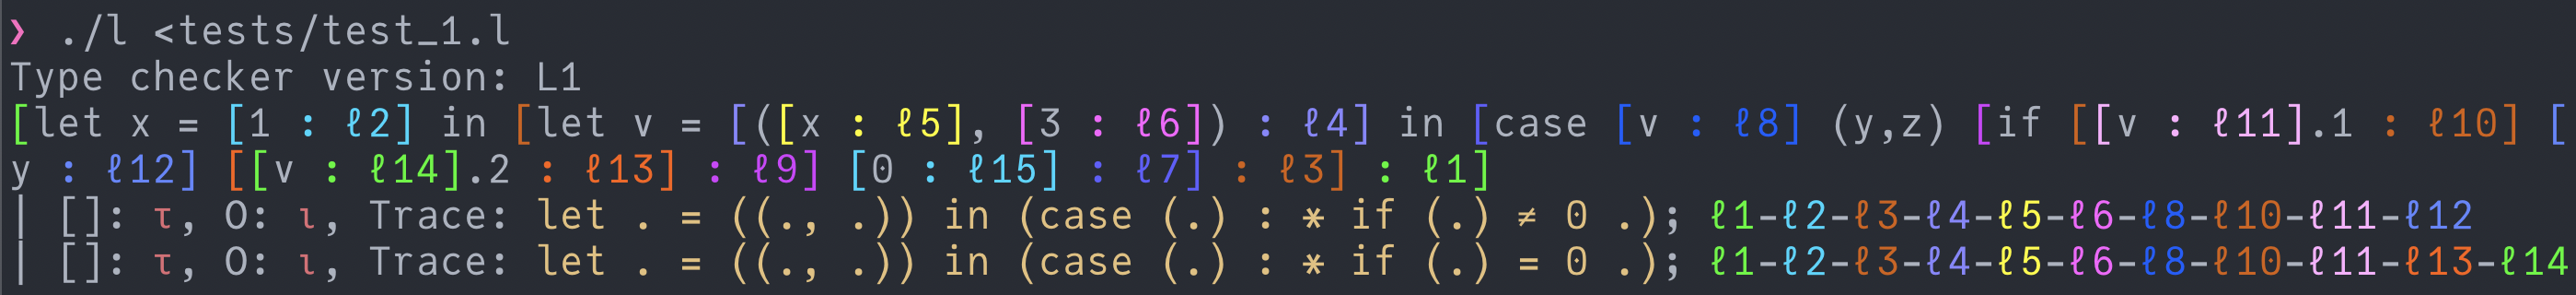 ❯ ./l <tests/test_1.l
Type checker version: L1
[let x = [1 : ℓ2] in [let v = [([x : ℓ5], [3 : ℓ6]) : ℓ4] in [case [v : ℓ8] (y,z) [if [[v : ℓ11].1 : ℓ10] [
y : ℓ12] [[v : ℓ14].2 : ℓ13] : ℓ9] [0 : ℓ15] : ℓ7] : ℓ3] : ℓ1]
| []: τ, O: ι, Trace: let . = ((., .)) in (case (.) : * if (.) ≠ 0 .); ℓ1-ℓ2-ℓ3-ℓ4-ℓ5-ℓ6-ℓ8-ℓ10-ℓ11-ℓ12
| []: τ, O: ι, Trace: let . = ((., .)) in (case (.) : * if (.) = 0 .); ℓ1-ℓ2-ℓ3-ℓ4-ℓ5-ℓ6-ℓ8-ℓ10-ℓ11-ℓ13-ℓ14